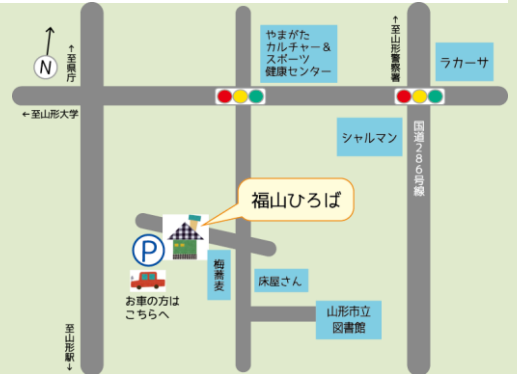 ↑至県庁
N
やまがた
カルチャー＆
スポーツ
健康センター
↑至山形警察署
ラカーサ
←至山形大学
シャルマン
国道286号線
福山ひろば
P
お車の方は
こちらへ
梅蕎麦
床屋さん
山形市立
図書館
至山形駅↓